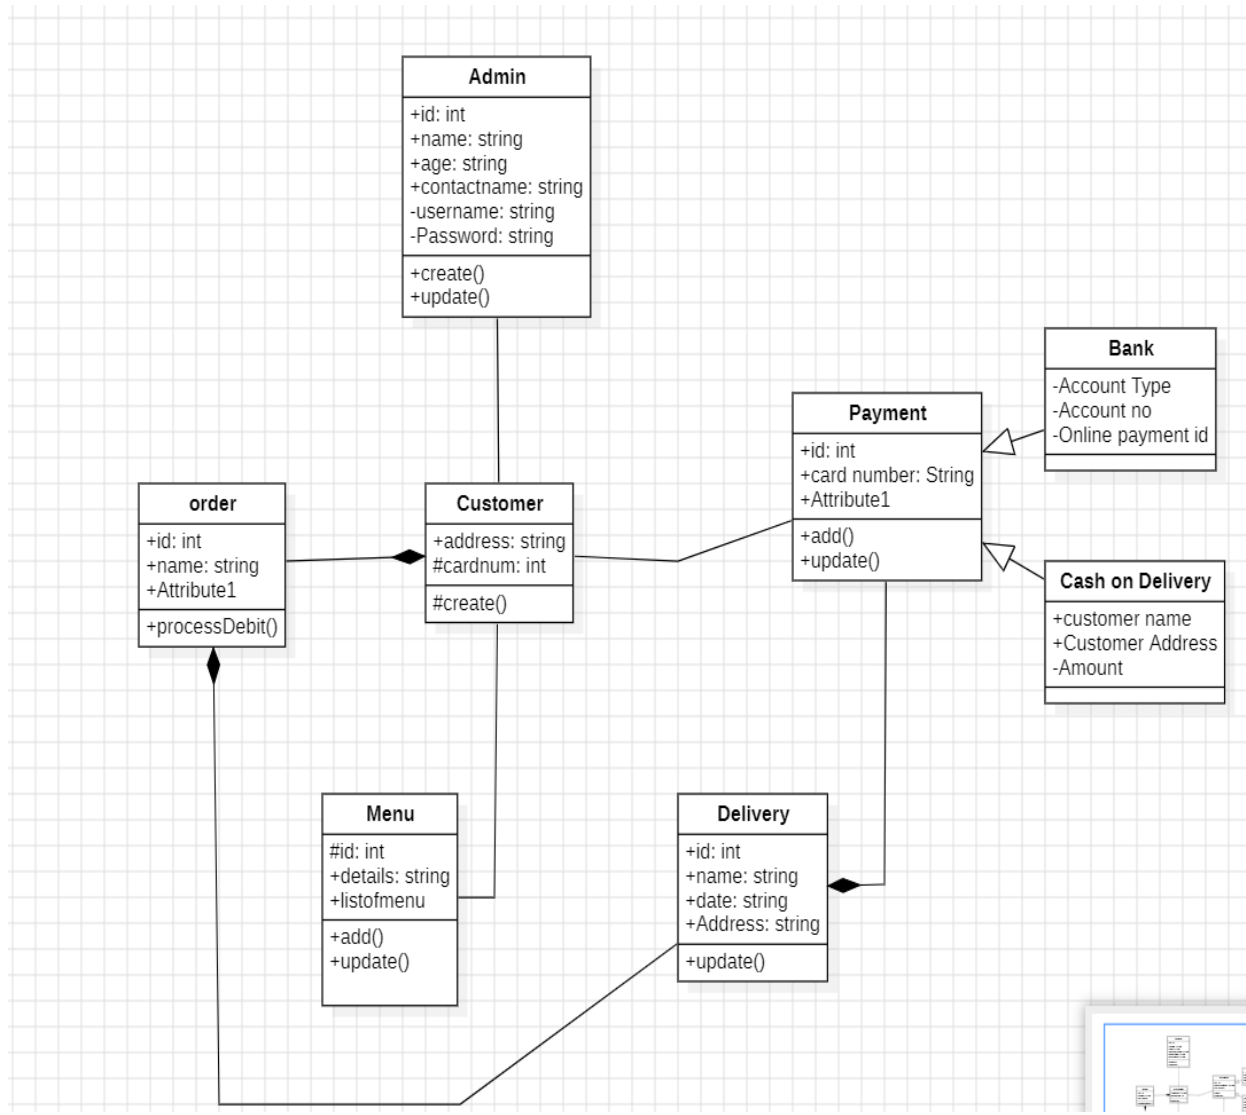 Admin
+id: int
+name: string
+age: string
+contactname: string
-username: string
-Password: string
+create()
+update()
Bank
-Account Type
-Account no
-Online payment id
Payment
+id: int
+card number: String
+Attribute1
+add()
+update()
order
+id: int
+name: string
+Attribute1
+processDebit()
Customer
+address: string
#cardnum: int
#create()
Cash on Delivery
+customer name
+Customer Address
-Amount
Menu
#id: int
+details: string
+listofmenu
+add()
+update()
Delivery
+id: int
+name: string
+date: string
+Address: string
+update()